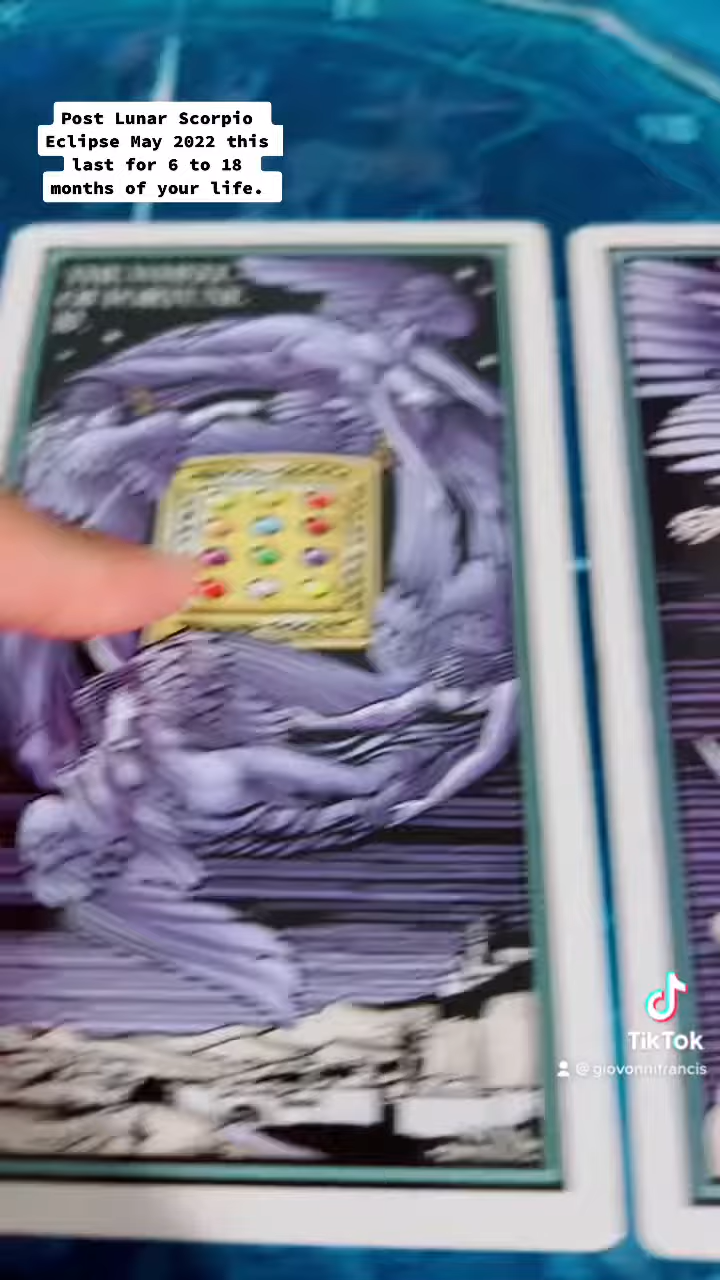 Post Lunar Scorpio
Eclipse May 2022 this
last for 6 to 18
months of your life.
TikTok
@giovonnifrancis